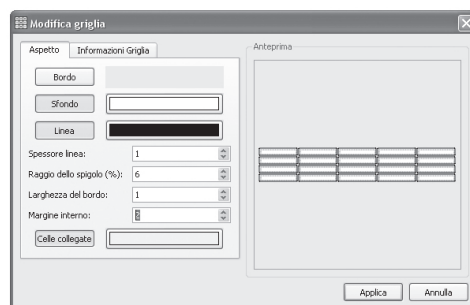 Modifica griglia
Aspetto Informazioni Griglia
Bordo
Sfondo
Linea
Spessore linea: 1
Raggio dello spigolo (%): 6
Larghezza del bordo: 1
Margine interno:
Celle collegate
Anteprima
Applica Annulla